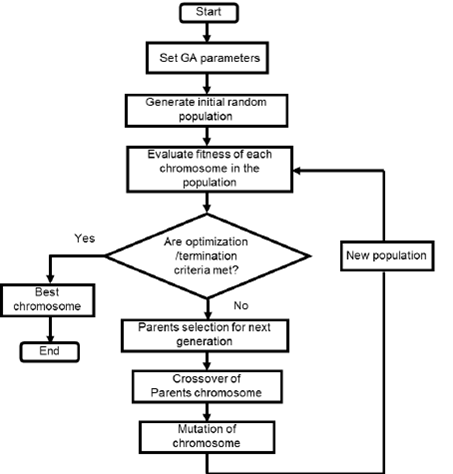 Start
Set GA parameters
Generate initial random
population
Evaluate fitness of each
chromosome in the
population
Are optimization
/termination
criteria met?
Yes
No
New population
Best
chromosome
End
Parents selection for next
generation
Crossover of
Parents chromosome
Mutation of
chromosome